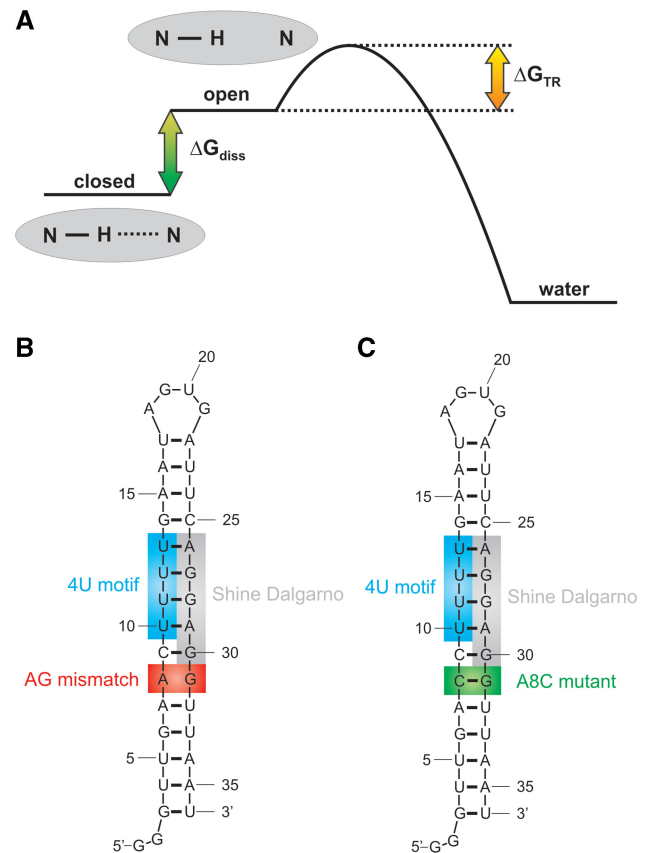 A
N — H N
open
ΔG_TR
ΔG_diss
closed
N — H ······ N
water
B
20
G-U
A G
U A
A U
15 A U
G C 25
U A
U G
4U motif U G Shine Dalgarno
10 U A
C G 30
AG mismatch A G
A U
G U
5 U A
U A 35
G U 3'
5'-G G
C
20
G U
A G
U A
A U
15 A U
G C 25
U A
U G
4U motif U G Shine Dalgarno
10 U A
C G 30
C G A8C mutant
A U
G U
5 U A
U A 35
G U 3'
5'-G G